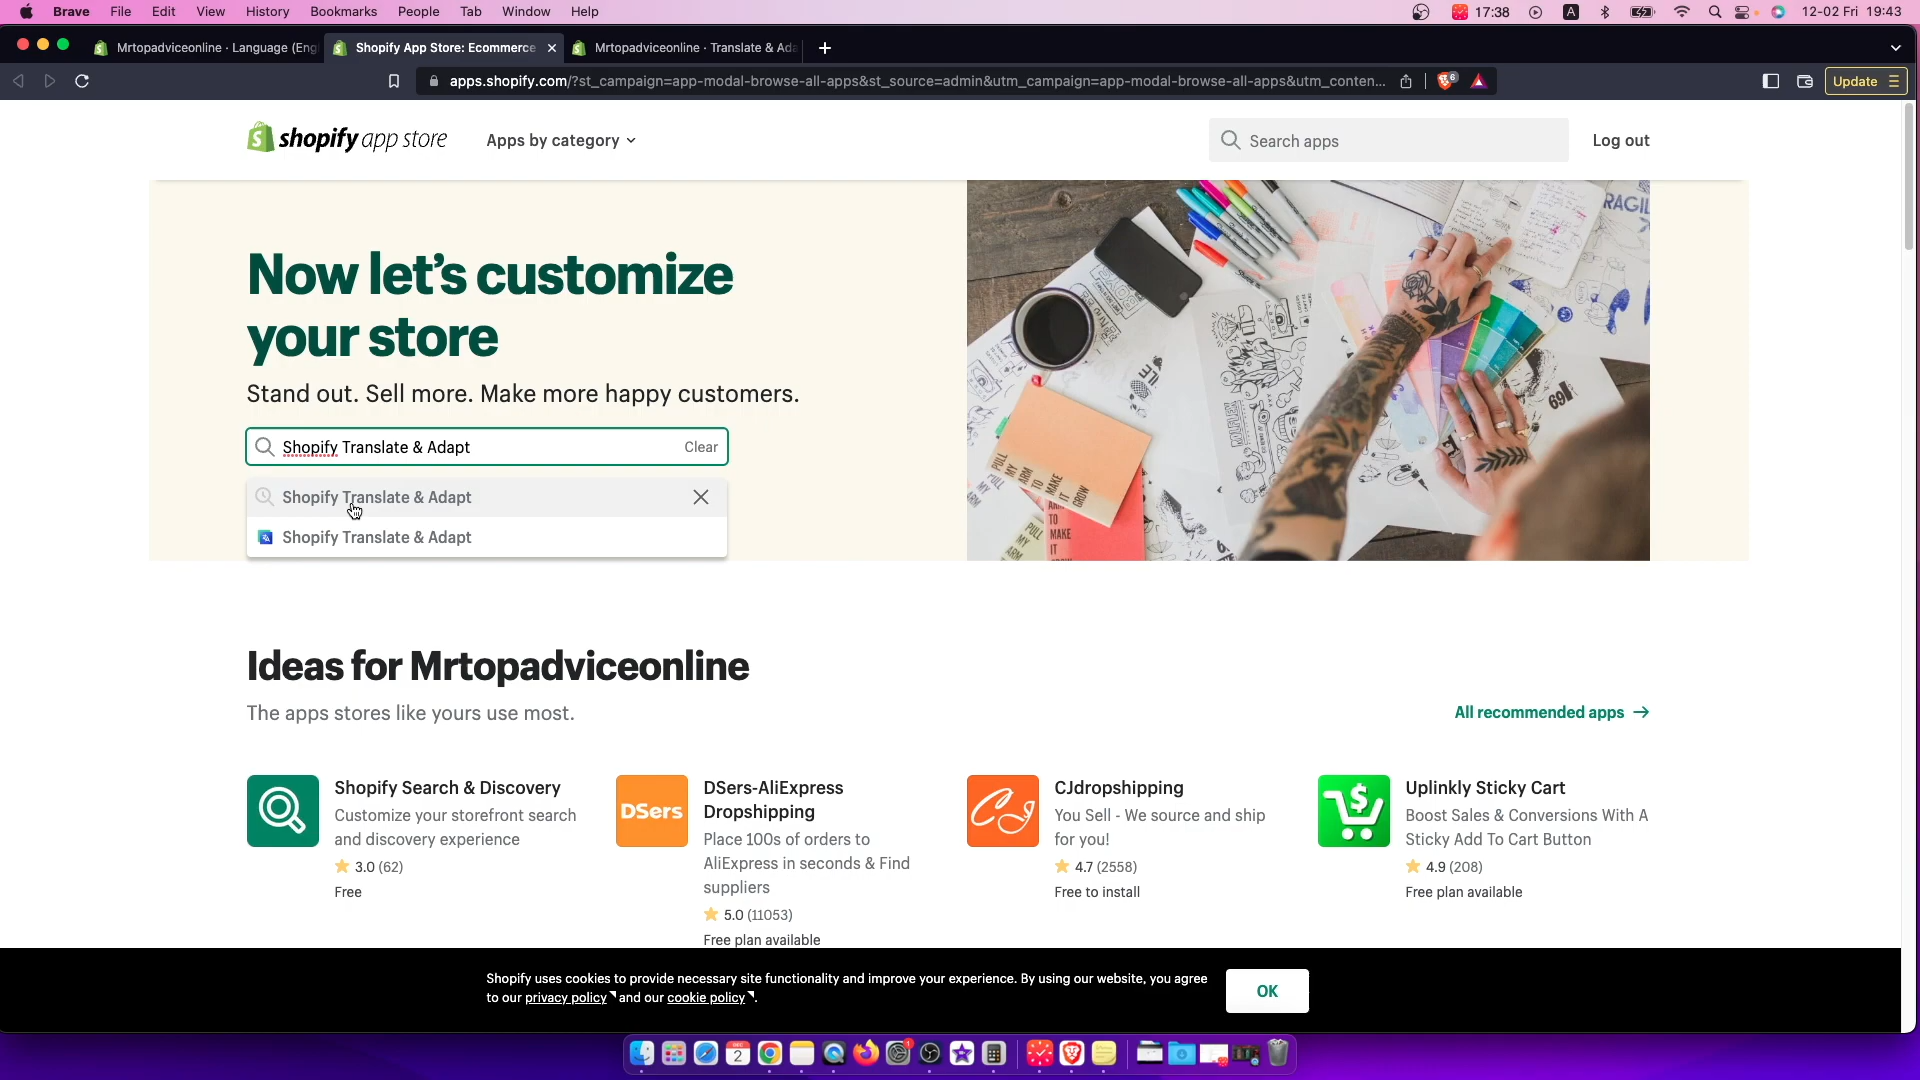 Brave File Edit View History Bookmarks People Tab Window Help 17:38 A 12-02 Fri 19:43
Mrtopadviceonline · Language (Eng Shopify App Store: Ecommerce Mrtopadviceonline · Translate & Ada
apps.shopify.com/?st_campaign=app-modal-browse-all-apps&st_source=admin&utm_campaign=app-modal-browse-all-apps&utm_conten... 6 Update
shopify app store Apps by category Search apps Log out
Now let's customize
your store
Stand out. Sell more. Make more happy customers.
Shopify Translate & Adapt Clear
Shopify Translate & Adapt
Shopify Translate & Adapt
Ideas for Mrtopadviceonline
The apps stores like yours use most.
All recommended apps →
Shopify Search & Discovery
Customize your storefront search
and discovery experience
3.0 (62)
Free
DSers
DSers-AliExpress
Dropshipping
Place 100s of orders to
AliExpress in seconds & Find
suppliers
5.0 (11053)
Free plan available
CJdropshipping
You Sell - We source and ship
for you!
4.7 (2558)
Free to install
Uplinkly Sticky Cart
Boost Sales & Conversions With A
Sticky Add To Cart Button
4.9 (208)
Free plan available
Shopify uses cookies to provide necessary site functionality and improve your experience. By using our website, you agree
to our privacy policy and our cookie policy.
OK